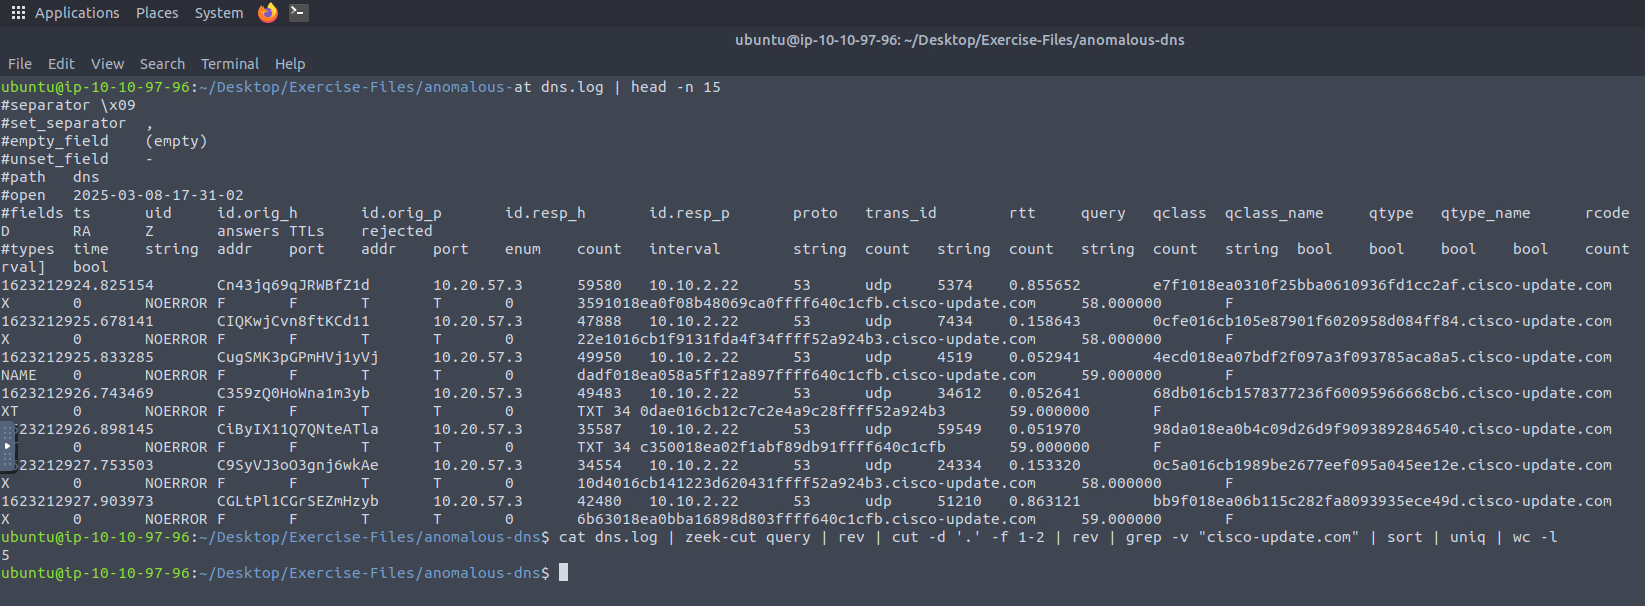 Applications Places System
ubuntu@ip-10-10-97-96: ~/Desktop/Exercise-Files/anomalous-dns
File Edit View Search Terminal Help
ubuntu@ip-10-10-97-96:~/Desktop/Exercise-Files/anomalous-at dns.log | head -n 15
#separator \x09
#set_separator ,
#empty_field (empty)
#unset_field -
#path dns
#open 2025-03-08-17-31-02
#fields ts uid id.orig_h id.orig_p id.resp_h id.resp_p proto trans_id rtt query qclass qclass_name qtype qtype_name rcode
D RA Z answers TTLs rejected
#types time string addr port addr port enum count interval string count string count string count string bool bool bool bool count
rval] bool
1623212924.825154 Cn43jq69qJRWBfZ1d 10.20.57.3 59580 10.10.2.22 53 udp 5374 0.855652 e7f1018ea0310f25bba0610936fd1cc2af.cisco-update.com
X 0 NOERROR F F T T 0 3591018ea0f08b48069ca0ffff640c1cfb.cisco-update.com 58.000000 F
1623212925.678141 CIQKwjCvn8ftKCd11 10.20.57.3 47888 10.10.2.22 53 udp 7434 0.158643 0cfe016cb105e87901f6020958d084ff84.cisco-update.com
X 0 NOERROR F F T T 0 22e1016cb1f9131fda4f34ffff52a924b3.cisco-update.com 58.000000 F
1623212925.833285 CugSMK3pGPmHVj1yVj 10.20.57.3 49950 10.10.2.22 53 udp 4519 0.052941 4ecd018ea07bdf2f097a3f093785aca8a5.cisco-update.com
NAME 0 NOERROR F F T T 0 dadf018ea058a5ff12a897ffff640c1cfb.cisco-update.com 59.000000 F
1623212926.743469 C359zQ0HoWna1m3yb 10.20.57.3 49483 10.10.2.22 53 udp 34612 0.052641 68db016cb1578377236f60095966668cb6.cisco-update.com
XT 0 NOERROR F F T T 0 TXT 34 0dae016cb12c7c2e4a9c28ffff52a924b3 59.000000 F
623212926.898145 CiByIX11Q7QNteATla 10.20.57.3 35587 10.10.2.22 53 udp 59549 0.051970 98da018ea0b4c09d26d9f9093892846540.cisco-update.com
0 NOERROR F F T T 0 TXT 34 c350018ea02f1abf89db91ffff640c1cfb 59.000000 F
623212927.753503 C9SyVJ3oO3gnj6wkAe 10.20.57.3 34554 10.10.2.22 53 udp 24334 0.153320 0c5a016cb1989be2677eef095a045ee12e.cisco-update.com
X 0 NOERROR F F T T 0 10d4016cb141223d620431ffff52a924b3.cisco-update.com 58.000000 F
1623212927.903973 CGLtPl1CGrSEZmHzyb 10.20.57.3 42480 10.10.2.22 53 udp 51210 0.863121 bb9f018ea06b115c282fa8093935ece49d.cisco-update.com
X 0 NOERROR F F T T 0 6b63018ea0bba16898d803ffff640c1cfb.cisco-update.com 59.000000 F
ubuntu@ip-10-10-97-96:~/Desktop/Exercise-Files/anomalous-dns$ cat dns.log | zeek-cut query | rev | cut -d '.' -f 1-2 | rev | grep -v "cisco-update.com" | sort | uniq | wc -l
5
ubuntu@ip-10-10-97-96:~/Desktop/Exercise-Files/anomalous-dns$